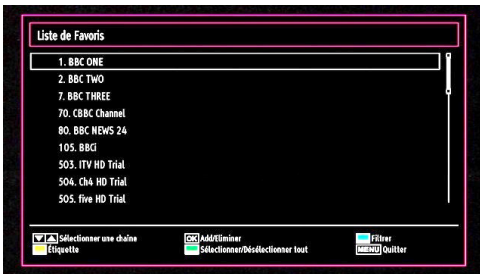 Liste de Favoris
1. BBC ONE
2. BBC TWO
7. BBC THREE
70. CBBC Channel
80. BBC NEWS 24
105. BBCi
503. ITV HD Trial
504. Ch4 HD Trial
505. five HD Trial
Sélectionner une chaîne OK Add/Eliminer Filtrer
Étiquette Sélectionner/Désélectionner tout MENU Quitter